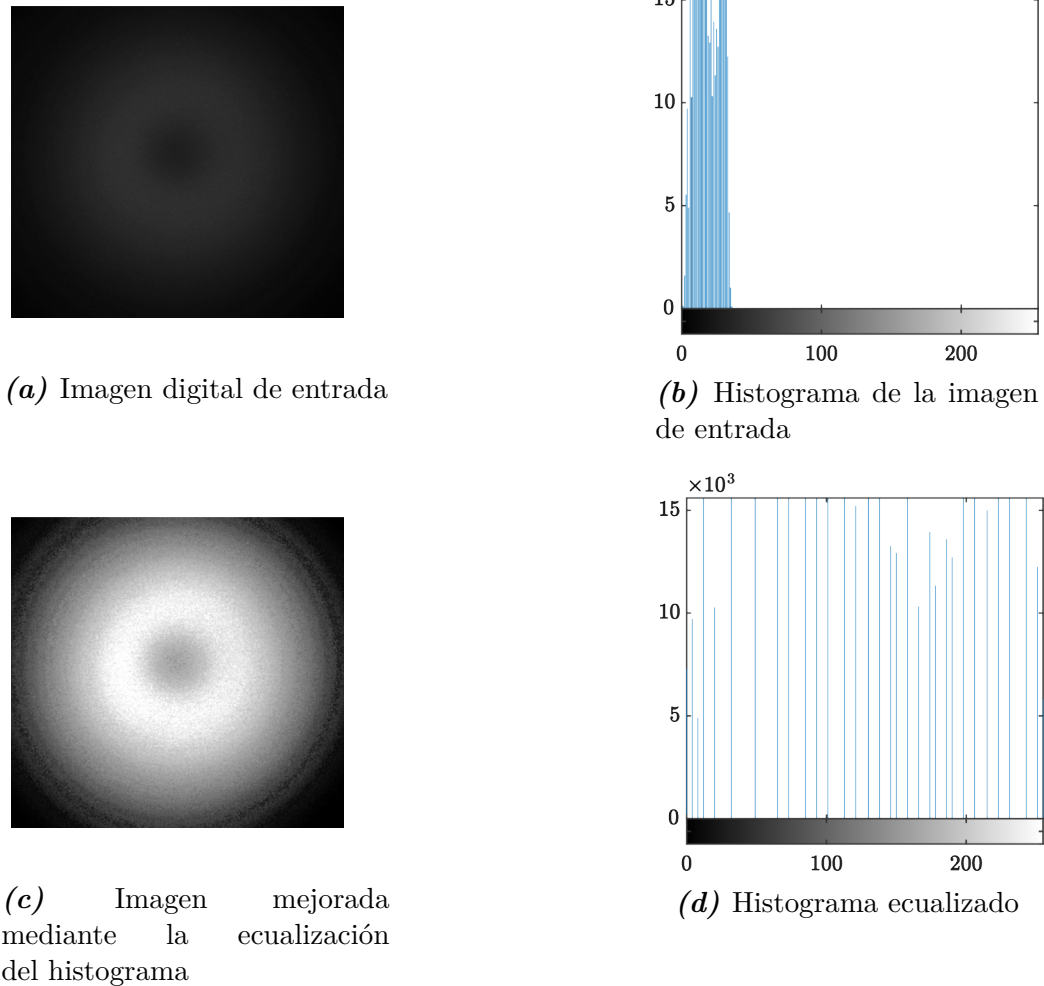 15
10
5
0
0 100 200
(a) Imagen digital de entrada
(b) Histograma de la imagen
de entrada
×10³
15
10
5
0
0 100 200
(c) Imagen mejorada
mediante la ecualización
del histograma
(d) Histograma ecualizado